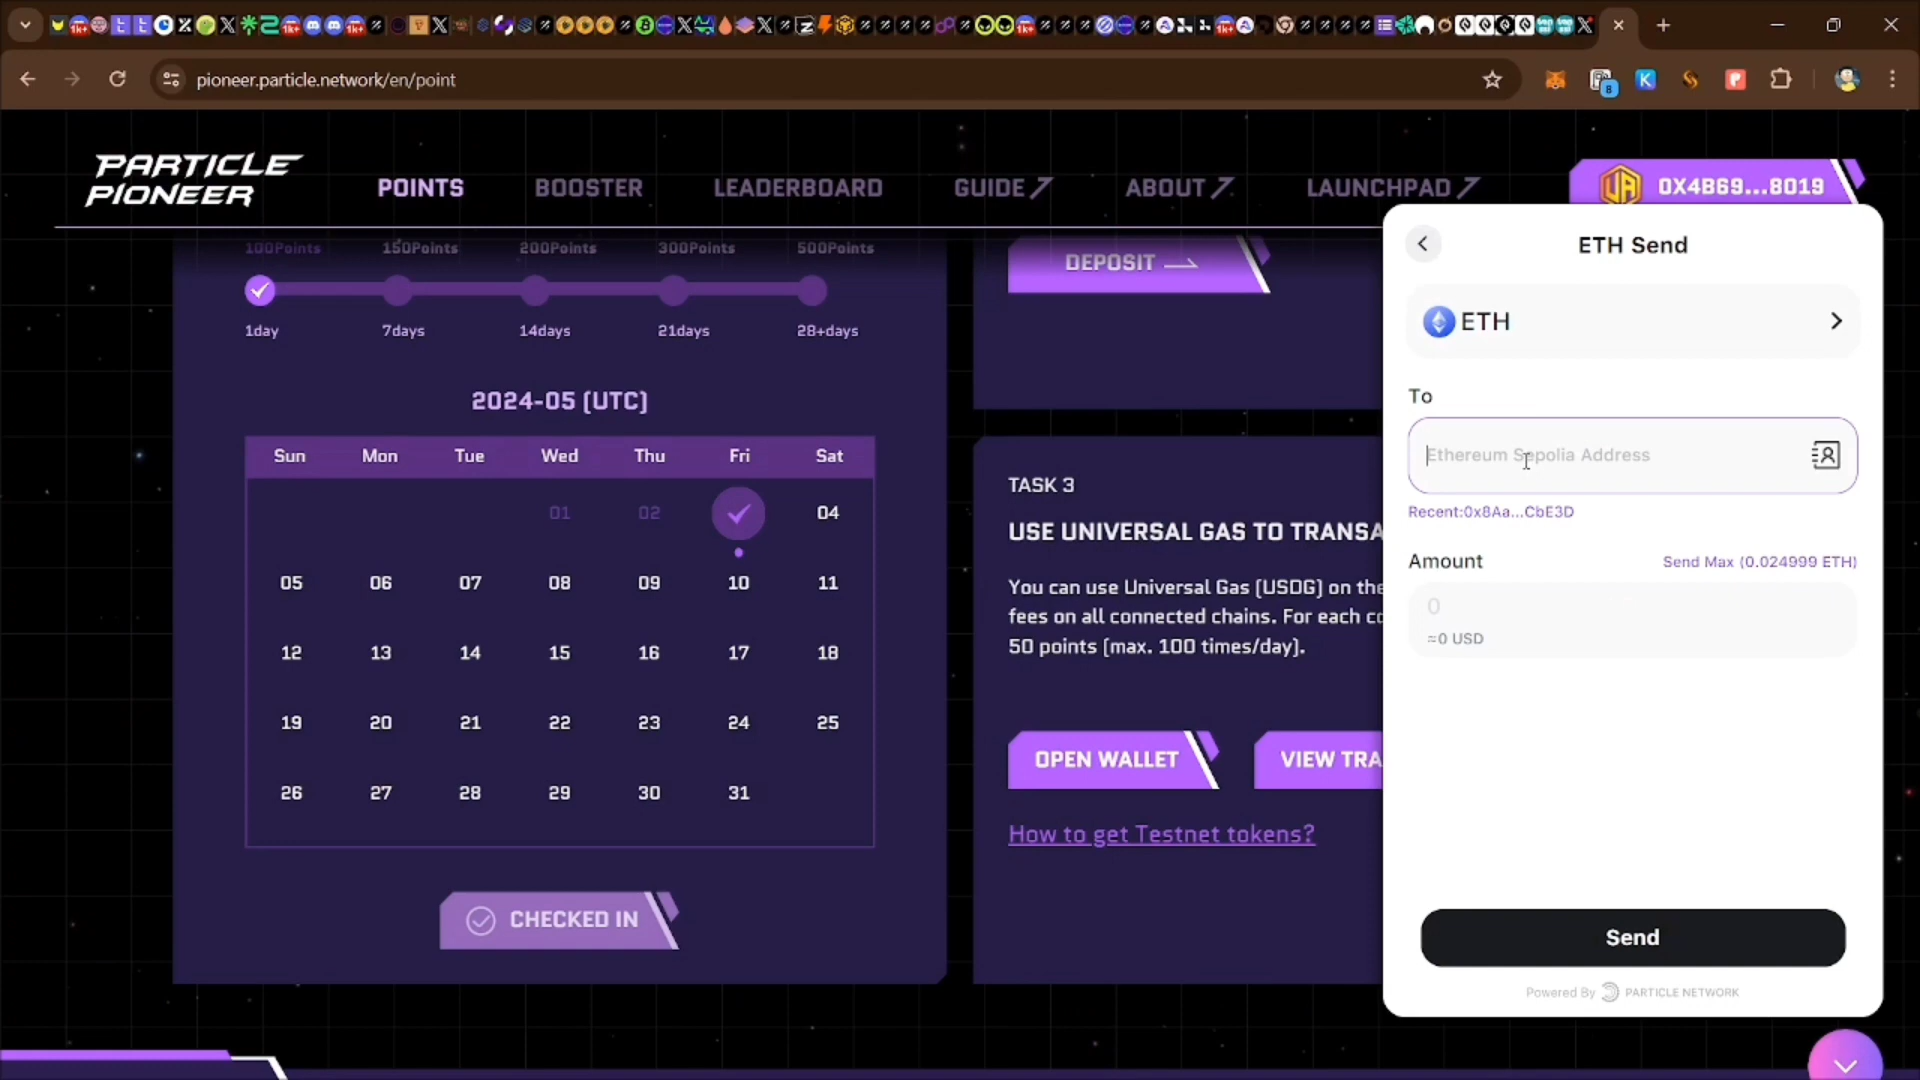 pioneer.particle.network/en/point
8
PARTICLE
PIONEER
POINTS
BOOSTER
LEADERBOARD
GUIDE
ABOUT
LAUNCHPAD
0X4B69...8019
100Points
150Points
200Points
300Points
500Points
1day
7days
14days
21days
28+days
2024-05 (UTC)
Sun Mon Tue Wed Thu Fri Sat
01 02 04
05 06 07 08 09 10 11
12 13 14 15 16 17 18
19 20 21 22 23 24 25
26 27 28 29 30 31
CHECKED IN
DEPOSIT
TASK 3
USE UNIVERSAL GAS TO TRANSA
You can use Universal Gas (USDG) on the
fees on all connected chains. For each co
50 points (max. 100 times/day).
OPEN WALLET
VIEW TRA
How to get Testnet tokens?
ETH Send
ETH
To
Ethereum Sepolia Address
Recent:0x8Aa...CbE3D
Amount
Send Max (0.024999 ETH)
0
≈0 USD
Send
Powered By PARTICLE NETWORK